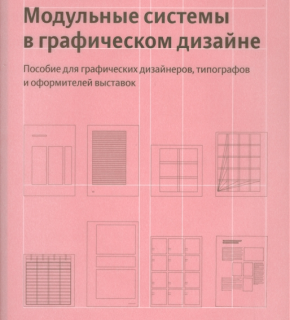 Модульные системы
в графическом дизайне
Пособие для графических дизайнеров, типографов
и оформителей выставок